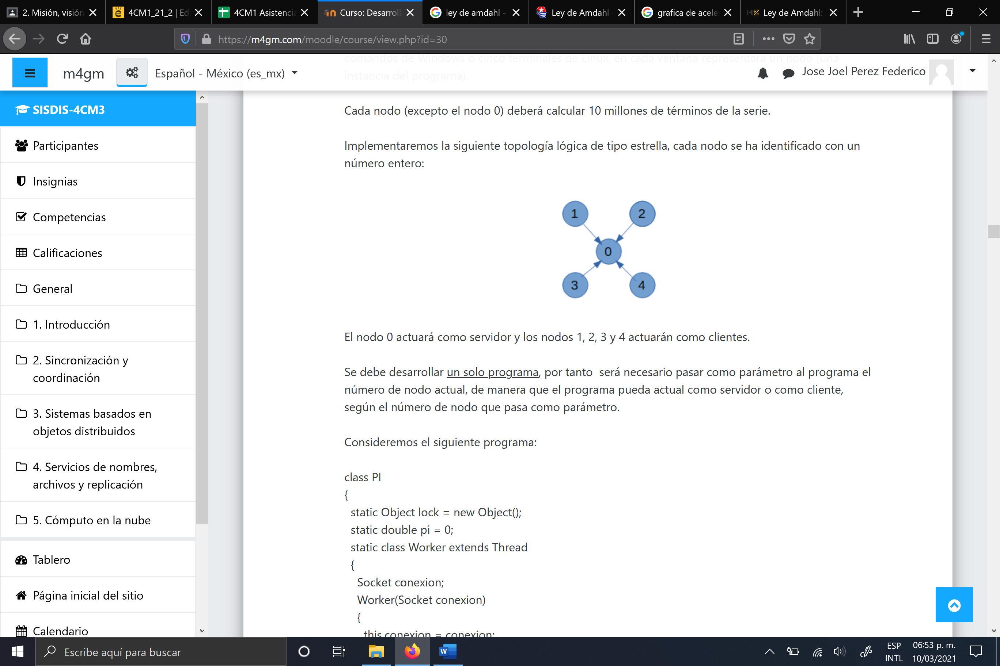 2. Misión, visión
4CM1_21_2 | Ed
4CM1 Asistencia
Curso: Desarroll
ley de amdahl -
Ley de Amdahl
grafica de acele
Ley de Amdahl:
https://m4gm.com/moodle/course/view.php?id=30
comandos de Windows o cinco terminales de Linux, en cada ventana representara un nodo (una
instancia del programa).
m4gm
Español - México (es_mx)
Jose Joel Perez Federico
SISDIS-4CM3
Participantes
Insignias
Competencias
Calificaciones
General
1. Introducción
2. Sincronización y
coordinación
3. Sistemas basados en
objetos distribuidos
4. Servicios de nombres,
archivos y replicación
5. Cómputo en la nube
Tablero
Página inicial del sitio
Calendario
Cada nodo (excepto el nodo 0) deberá calcular 10 millones de términos de la serie.
Implementaremos la siguiente topología lógica de tipo estrella, cada nodo se ha identificado con un
número entero:
1 2
0
3 4
El nodo 0 actuará como servidor y los nodos 1, 2, 3 y 4 actuarán como clientes.
Se debe desarrollar un solo programa, por tanto  será necesario pasar como parámetro al programa el
número de nodo actual, de manera que el programa pueda actual como servidor o como cliente,
según el número de nodo que pasa como parámetro.
Consideremos el siguiente programa:
class PI
{
static Object lock = new Object();
static double pi = 0;
static class Worker extends Thread
{
Socket conexion;
Worker(Socket conexion)
{
this.conexion = conexion;
Escribe aquí para buscar
ESP
INTL
06:53 p. m.
10/03/2021